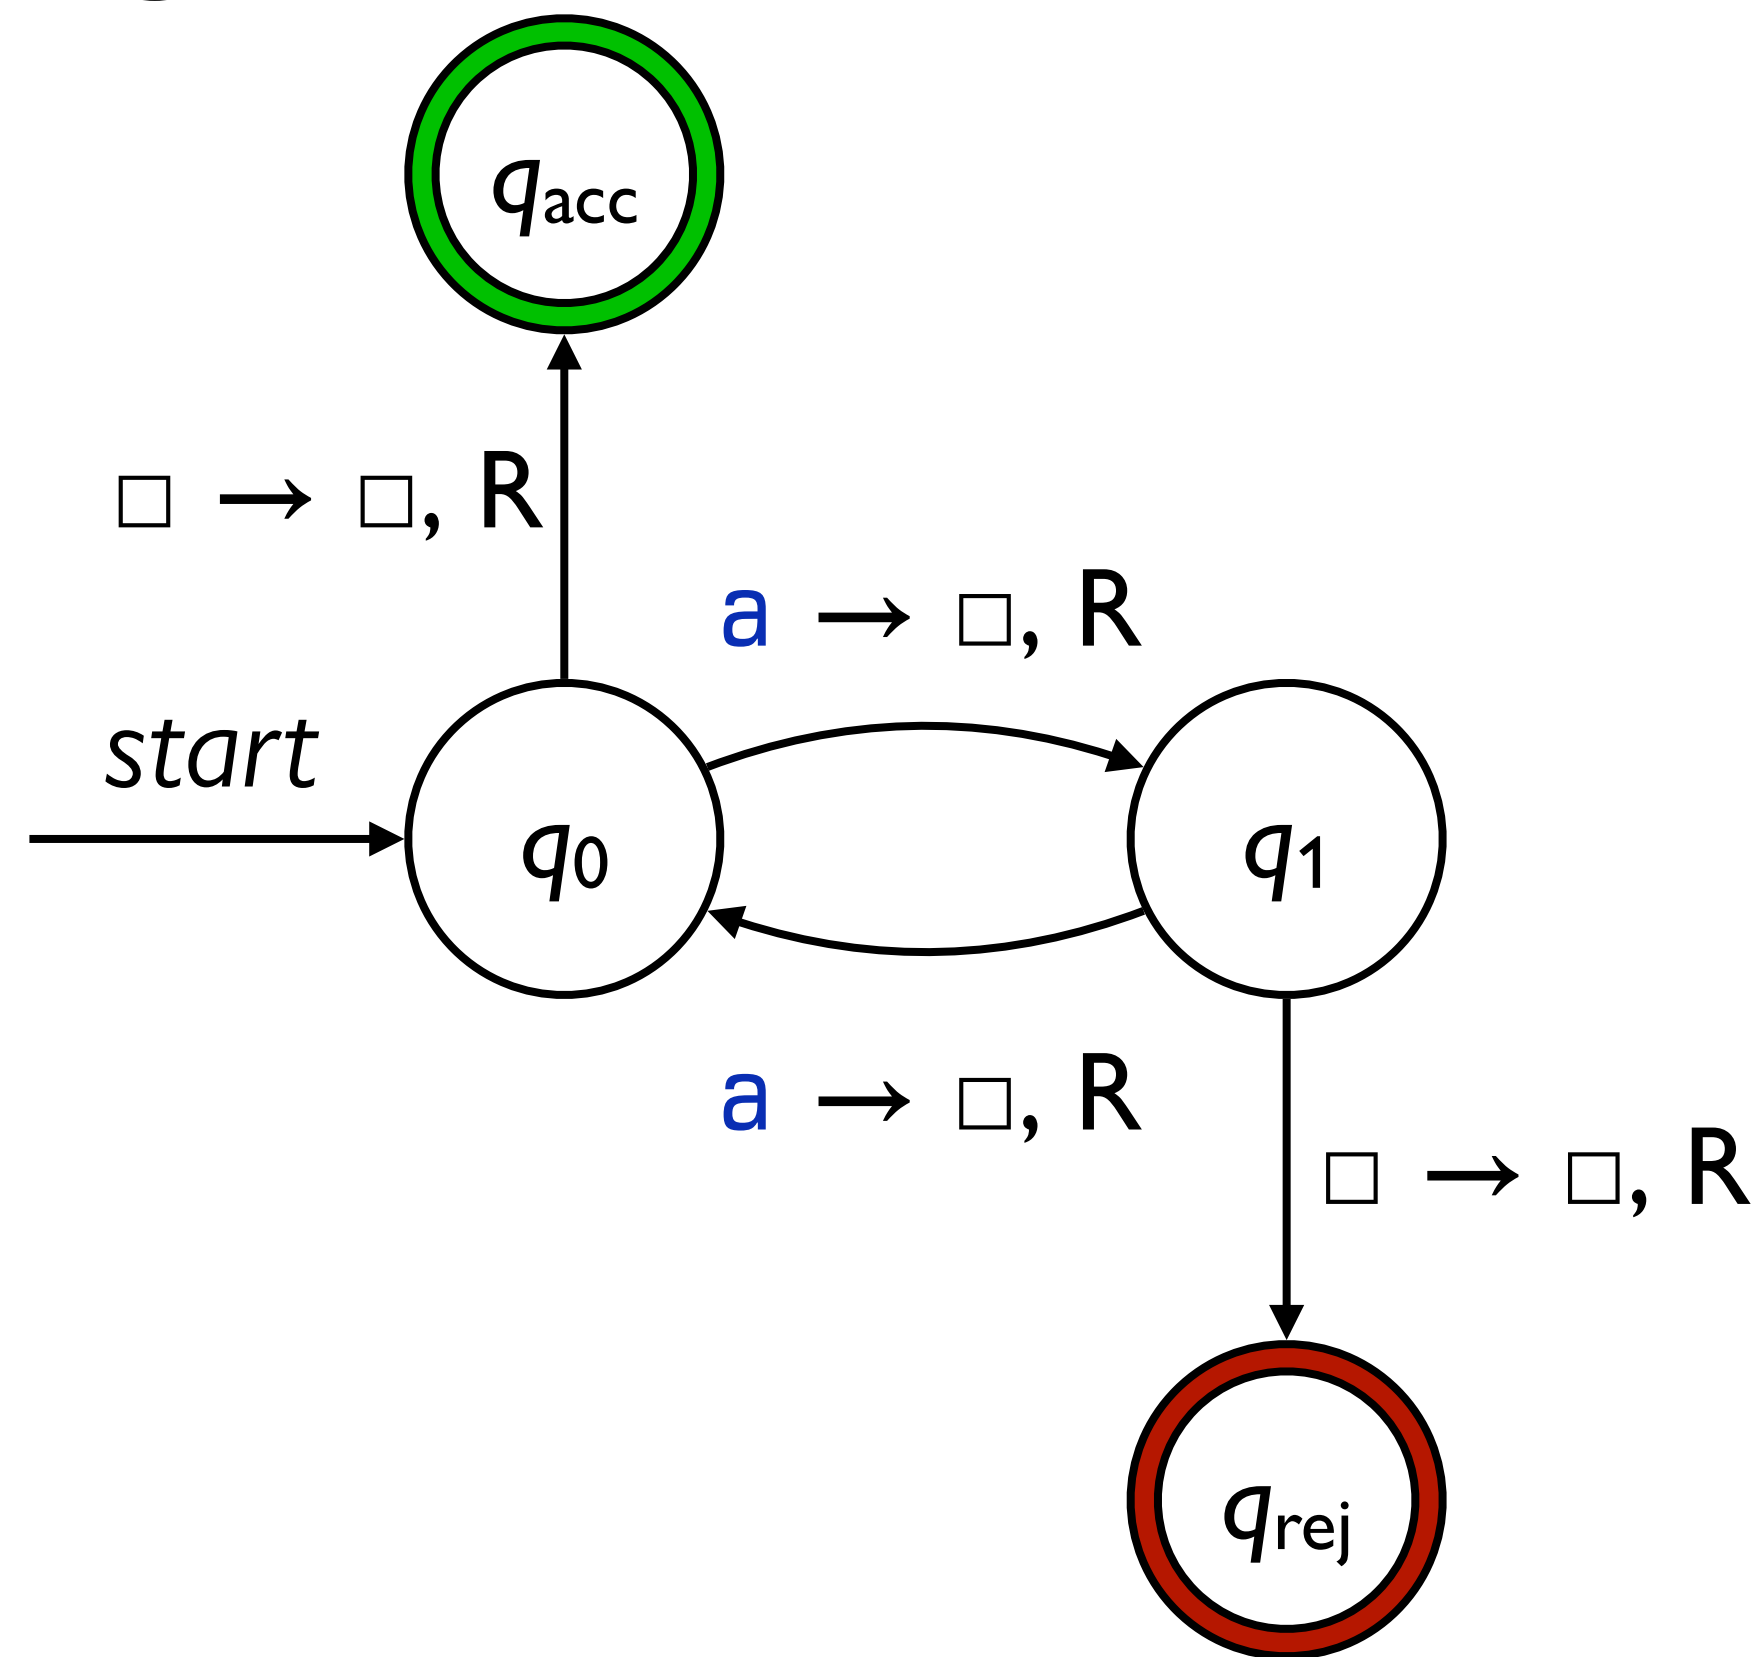 qacc
□ → □, R
a → □, R
start
q0
q1
a → □, R
□ → □, R
qrej